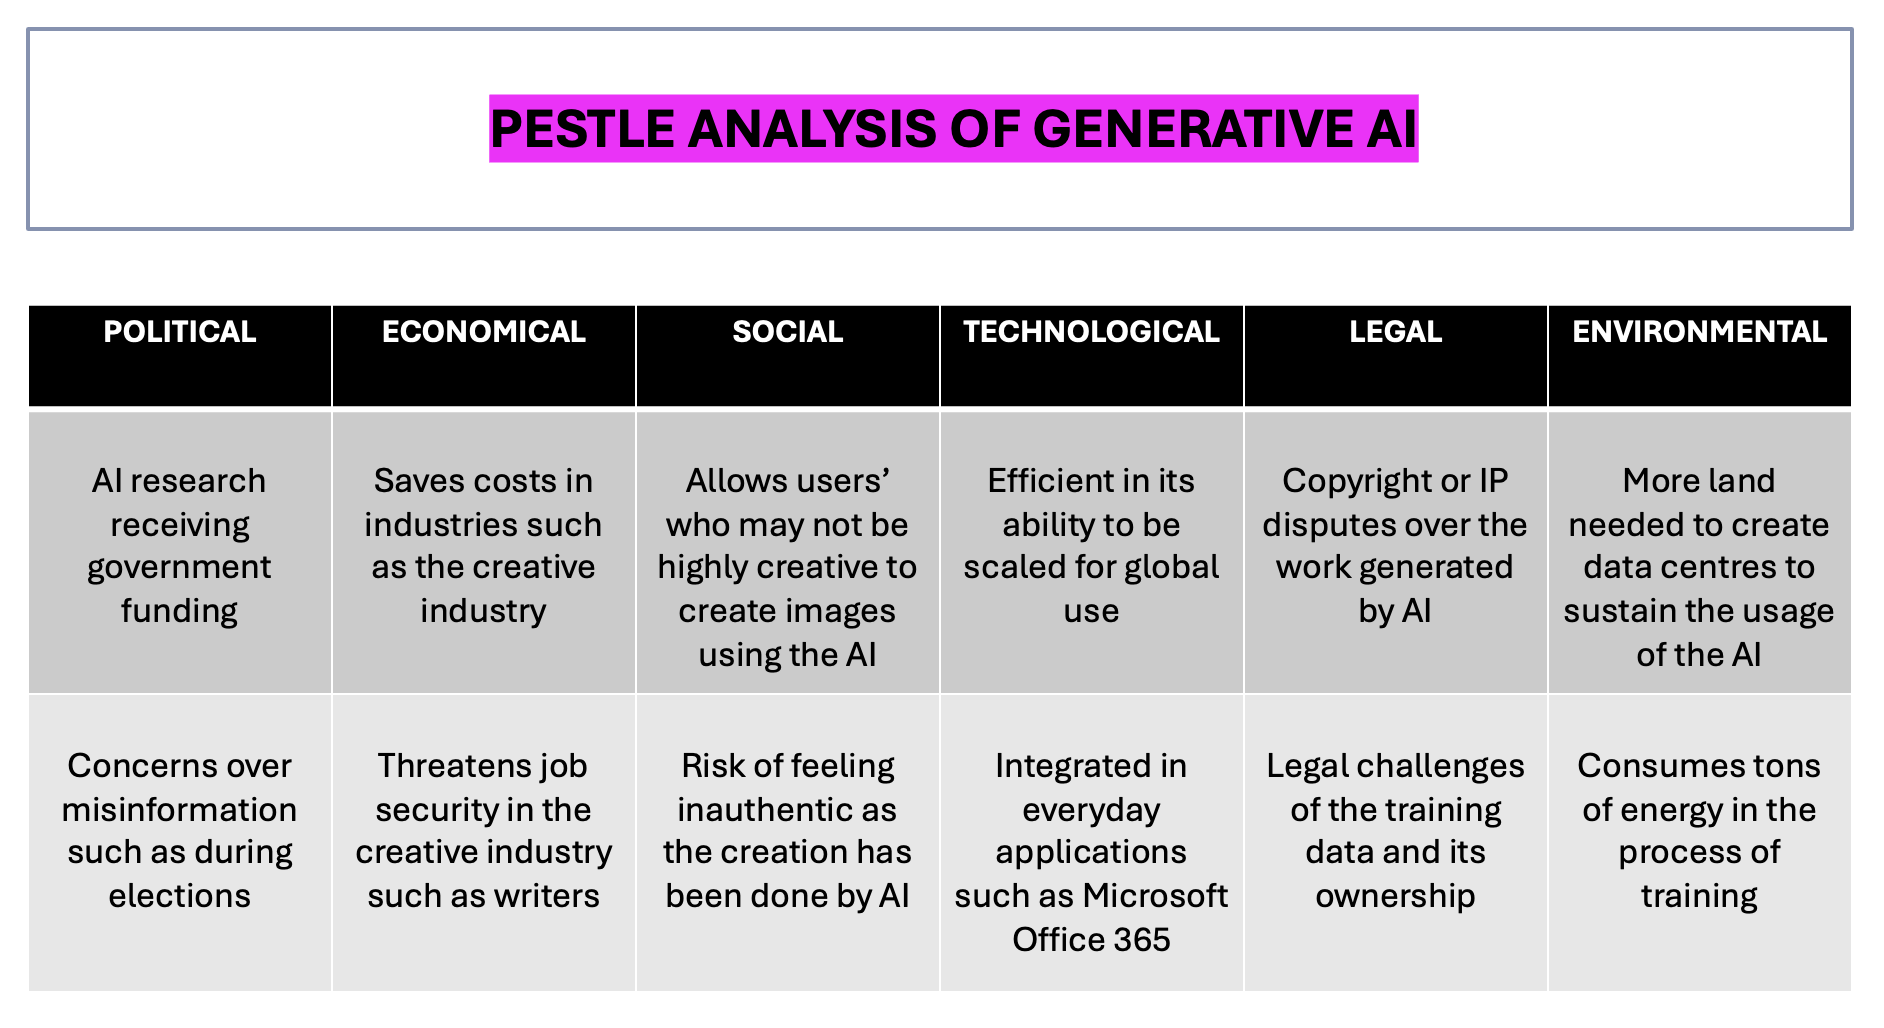 PESTLE ANALYSIS OF GENERATIVE AI
POLITICAL
ECONOMICAL
SOCIAL
TECHNOLOGICAL
LEGAL
ENVIRONMENTAL
AI research
receiving
government
funding
Saves costs in
industries such
as the creative
industry
Allows users’
who may not be
highly creative to
create images
using the AI
Efficient in its
ability to be
scaled for global
use
Copyright or IP
disputes over the
work generated
by AI
More land
needed to create
data centres to
sustain the usage
of the AI
Concerns over
misinformation
such as during
elections
Threatens job
security in the
creative industry
such as writers
Risk of feeling
inauthentic as
the creation has
been done by AI
Integrated in
everyday
applications
such as Microsoft
Office 365
Legal challenges
of the training
data and its
ownership
Consumes tons
of energy in the
process of
training